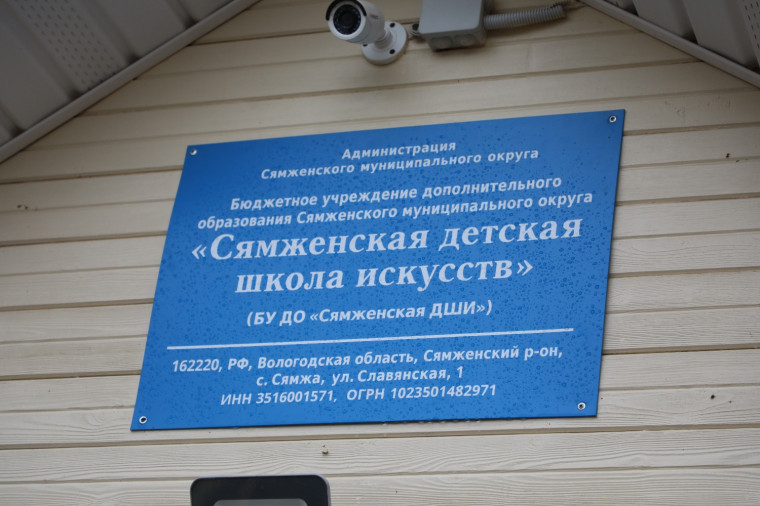 Администрация
Сямженского муниципального округа
Бюджетное учреждение дополнительного
образования Сямженского муниципального округа
«Сямженская детская
школа искусств»
(БУ ДО «Сямженская ДШИ»)
162220, РФ, Вологодская область, Сямженский р-он,
с. Сямжа, ул. Славянская, 1
ИНН 3516001571, ОГРН 1023501482971